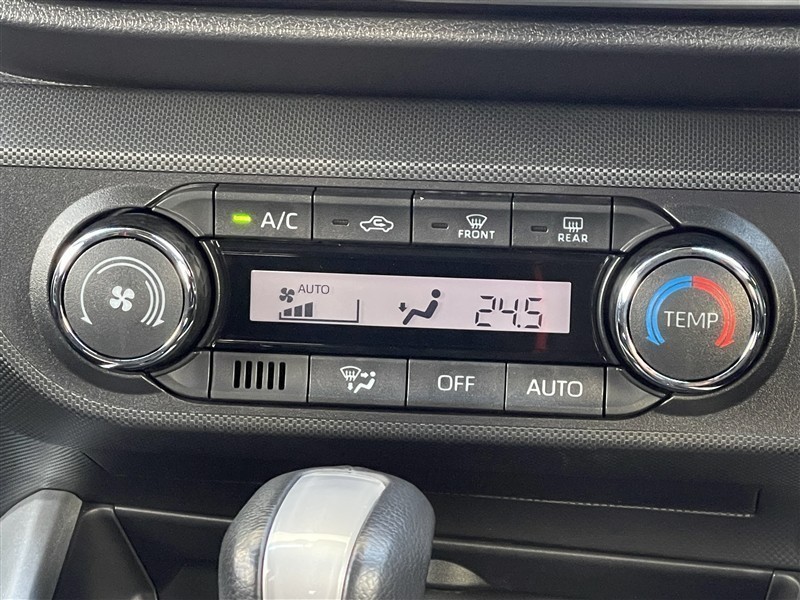 A/C
FRONT
REAR
AUTO
24.5
TEMP
OFF
AUTO